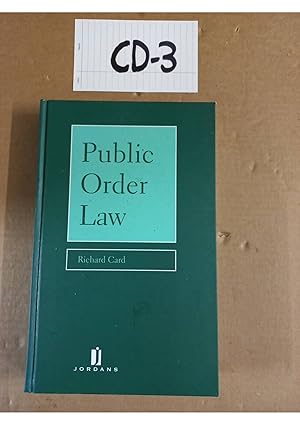 CD-3
Public
Order
Law
Richard Card
JORDANS